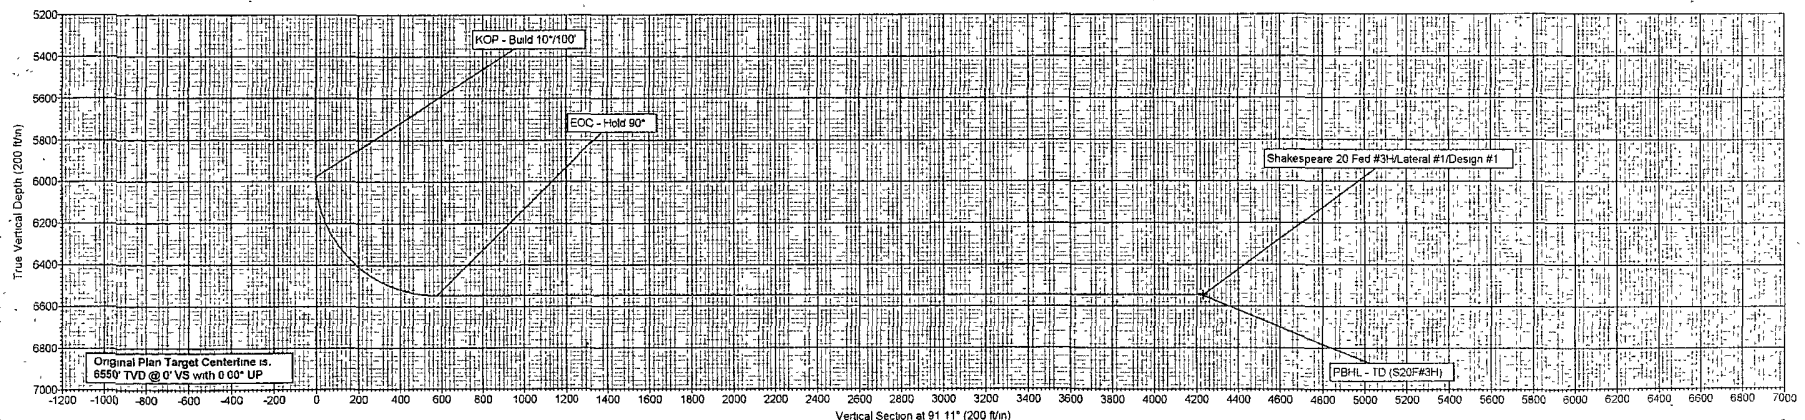 5200
KOP - Build 10°/100'
5400
5600
EOC - Hold 90°
5800
Shakespeare 20 Fed #3H/Lateral #1/Design #1
6000
True Vertical Depth (200 ft/in)
6200
6400
6600
6800
Original Plan Target Centerline is.
6550' TVD @ 0' VS with 0 00° UP
PBHL - TD (S20F#3H)
7000
-1200 -1000 -800 -600 -400 -200 0 200 400 600 800 1000 1200 1400 1600 1800 2000 2200 2400 2600 2800 3000 3200 3400 3600 3800 4000 4200 4400 4600 4800 5000 5200 5400 5600 5800 6000 6200 6400 6600 6800 7000
Vertical Section at 91 11° (200 ft/in)